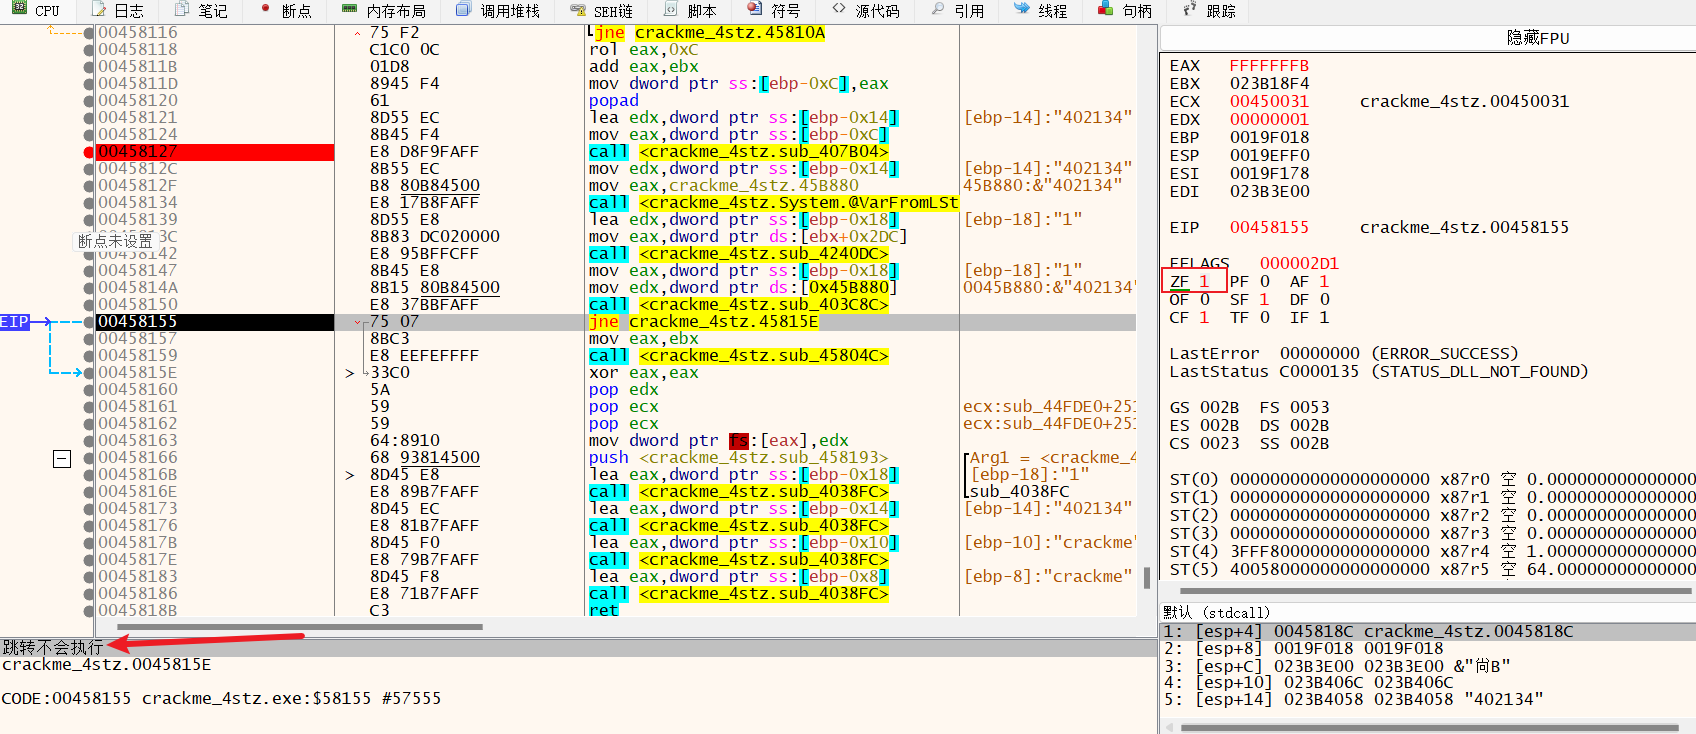 CPU 日志 笔记 断点 内存布局 调用堆栈 SEH链 脚本 符号 源代码 引用 线程 句柄 跟踪
00458116 75 F2 jne crackme_4stz.45810A
00458118 C1C0 0C rol eax,0xC
0045811B 01D8 add eax,ebx
0045811D 8945 F4 mov dword ptr ss:[ebp-0xC],eax
00458120 61 popad
00458121 8D55 EC lea edx,dword ptr ss:[ebp-0x14] [ebp-14]:"402134"
00458124 8B45 F4 mov eax,dword ptr ss:[ebp-0xC]
00458127 E8 D8F9FAFF call <crackme_4stz.sub_407B04>
0045812C 8B55 EC mov edx,dword ptr ss:[ebp-0x14] [ebp-14]:"402134"
0045812F B8 80B84500 mov eax,crackme_4stz.45B880 45B880:&"402134"
00458134 E8 17B8FAFF call <crackme_4stz.System.@VarFromLSt
00458139 8D55 E8 lea edx,dword ptr ss:[ebp-0x18] [ebp-18]:"1"
断点未设置 3C 8B83 DC020000 mov eax,dword ptr ds:[ebx+0x2DC]
00458142 E8 95BFFCFF call <crackme_4stz.sub_4240DC>
00458147 8B45 E8 mov eax,dword ptr ss:[ebp-0x18] [ebp-18]:"1"
0045814A 8B15 80B84500 mov edx,dword ptr ds:[0x45B880] 0045B880:&"402134"
00458150 E8 37BBFAFF call <crackme_4stz.sub_403C8C>
EIP 00458155 75 07 jne crackme_4stz.45815E
00458157 8BC3 mov eax,ebx
00458159 E8 EEFEFFFF call <crackme_4stz.sub_45804C>
0045815E > 33C0 xor eax,eax
00458160 5A pop edx
00458161 59 pop ecx ecx:sub_44FDE0+251
00458162 59 pop ecx ecx:sub_44FDE0+251
00458163 64:8910 mov dword ptr fs:[eax],edx
00458166 68 93814500 push <crackme_4stz.sub_458193> Arg1 = <crackme_4
0045816B > 8D45 E8 lea eax,dword ptr ss:[ebp-0x18] [ebp-18]:"1"
0045816E E8 89B7FAFF call <crackme_4stz.sub_4038FC> sub_4038FC
00458173 8D45 EC lea eax,dword ptr ss:[ebp-0x14] [ebp-14]:"402134"
00458176 E8 81B7FAFF call <crackme_4stz.sub_4038FC>
0045817B 8D45 F0 lea eax,dword ptr ss:[ebp-0x10] [ebp-10]:"crackme"
0045817E E8 79B7FAFF call <crackme_4stz.sub_4038FC>
00458183 8D45 F8 lea eax,dword ptr ss:[ebp-0x8] [ebp-8]:"crackme"
00458186 E8 71B7FAFF call <crackme_4stz.sub_4038FC>
0045818B C3 ret
跳转不会执行
crackme_4stz.0045815E
CODE:00458155 crackme_4stz.exe:$58155 #57555
隐藏FPU
EAX FFFFFFFB
EBX 023B18F4
ECX 00450031 crackme_4stz.00450031
EDX 00000001
EBP 0019F018
ESP 0019EFF0
ESI 0019F178
EDI 023B3E00
EIP 00458155 crackme_4stz.00458155
EFLAGS 000002D1
ZF 1 PF 0 AF 1
OF 0 SF 1 DF 0
CF 1 TF 0 IF 1
LastError 00000000 (ERROR_SUCCESS)
LastStatus C0000135 (STATUS_DLL_NOT_FOUND)
GS 002B FS 0053
ES 002B DS 002B
CS 0023 SS 002B
ST(0) 00000000000000000000 x87r0 空 0.000000000000000
ST(1) 00000000000000000000 x87r1 空 0.000000000000000
ST(2) 00000000000000000000 x87r2 空 0.000000000000000
ST(3) 00000000000000000000 x87r3 空 0.000000000000000
ST(4) 3FFF8000000000000000 x87r4 空 1.000000000000000
ST(5) 40058000000000000000 x87r5 空 64.00000000000000
默认 (stdcall)
1: [esp+4] 0045818C crackme_4stz.0045818C
2: [esp+8] 0019F018 0019F018
3: [esp+C] 023B3E00 023B3E00 &"尙B"
4: [esp+10] 023B406C 023B406C
5: [esp+14] 023B4058 023B4058 "402134"